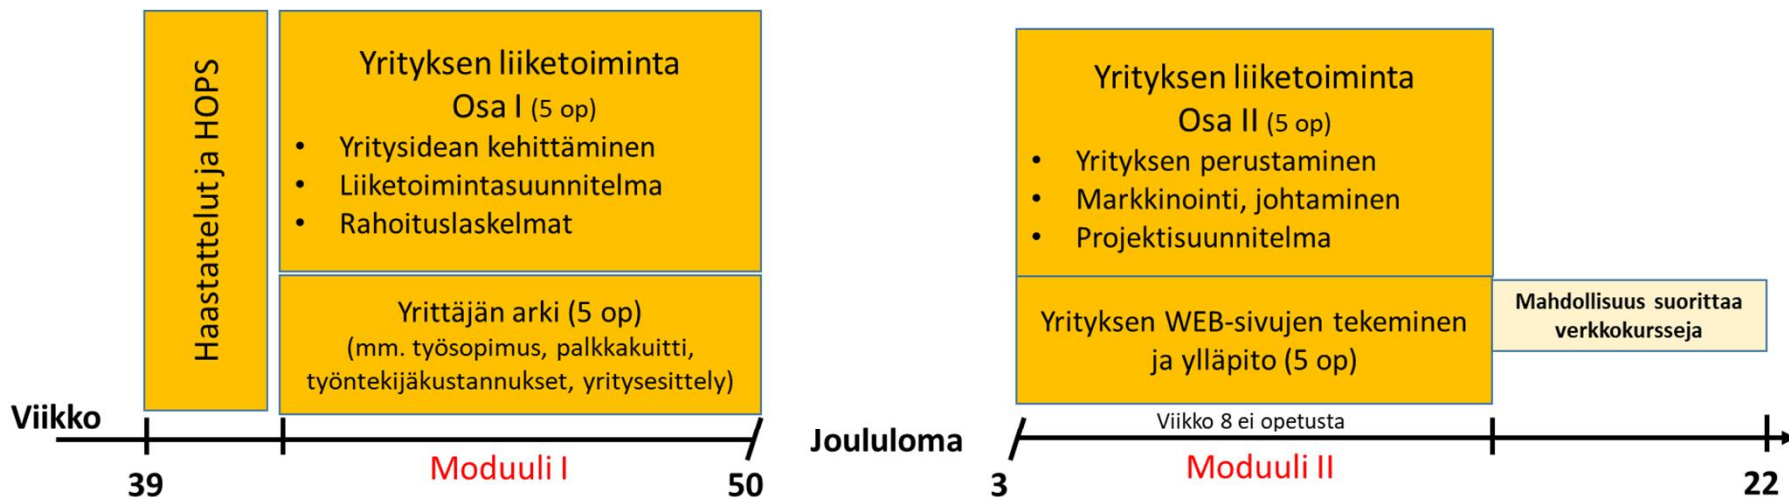 Haastattelut ja HOPS
Yrityksen liiketoiminta
Osa I (5 op)
• Yritysidean kehittäminen
• Liiketoimintasuunnitelma
• Rahoituslaskelmat
Yrittäjän arki (5 op)
(mm. työsopimus, palkkakuitti,
työntekijäkustannukset, yritysesittely)
Yrityksen liiketoiminta
Osa II (5 op)
• Yrityksen perustaminen
• Markkinointi, johtaminen
• Projektisuunnitelma
Yrityksen WEB-sivujen tekeminen
ja ylläpito (5 op)
Mahdollisuus suorittaa
verkkokursseja
Viikko
Joululoma
Viikko 8 ei opetusta
39
Moduuli I
50
3
Moduuli II
22